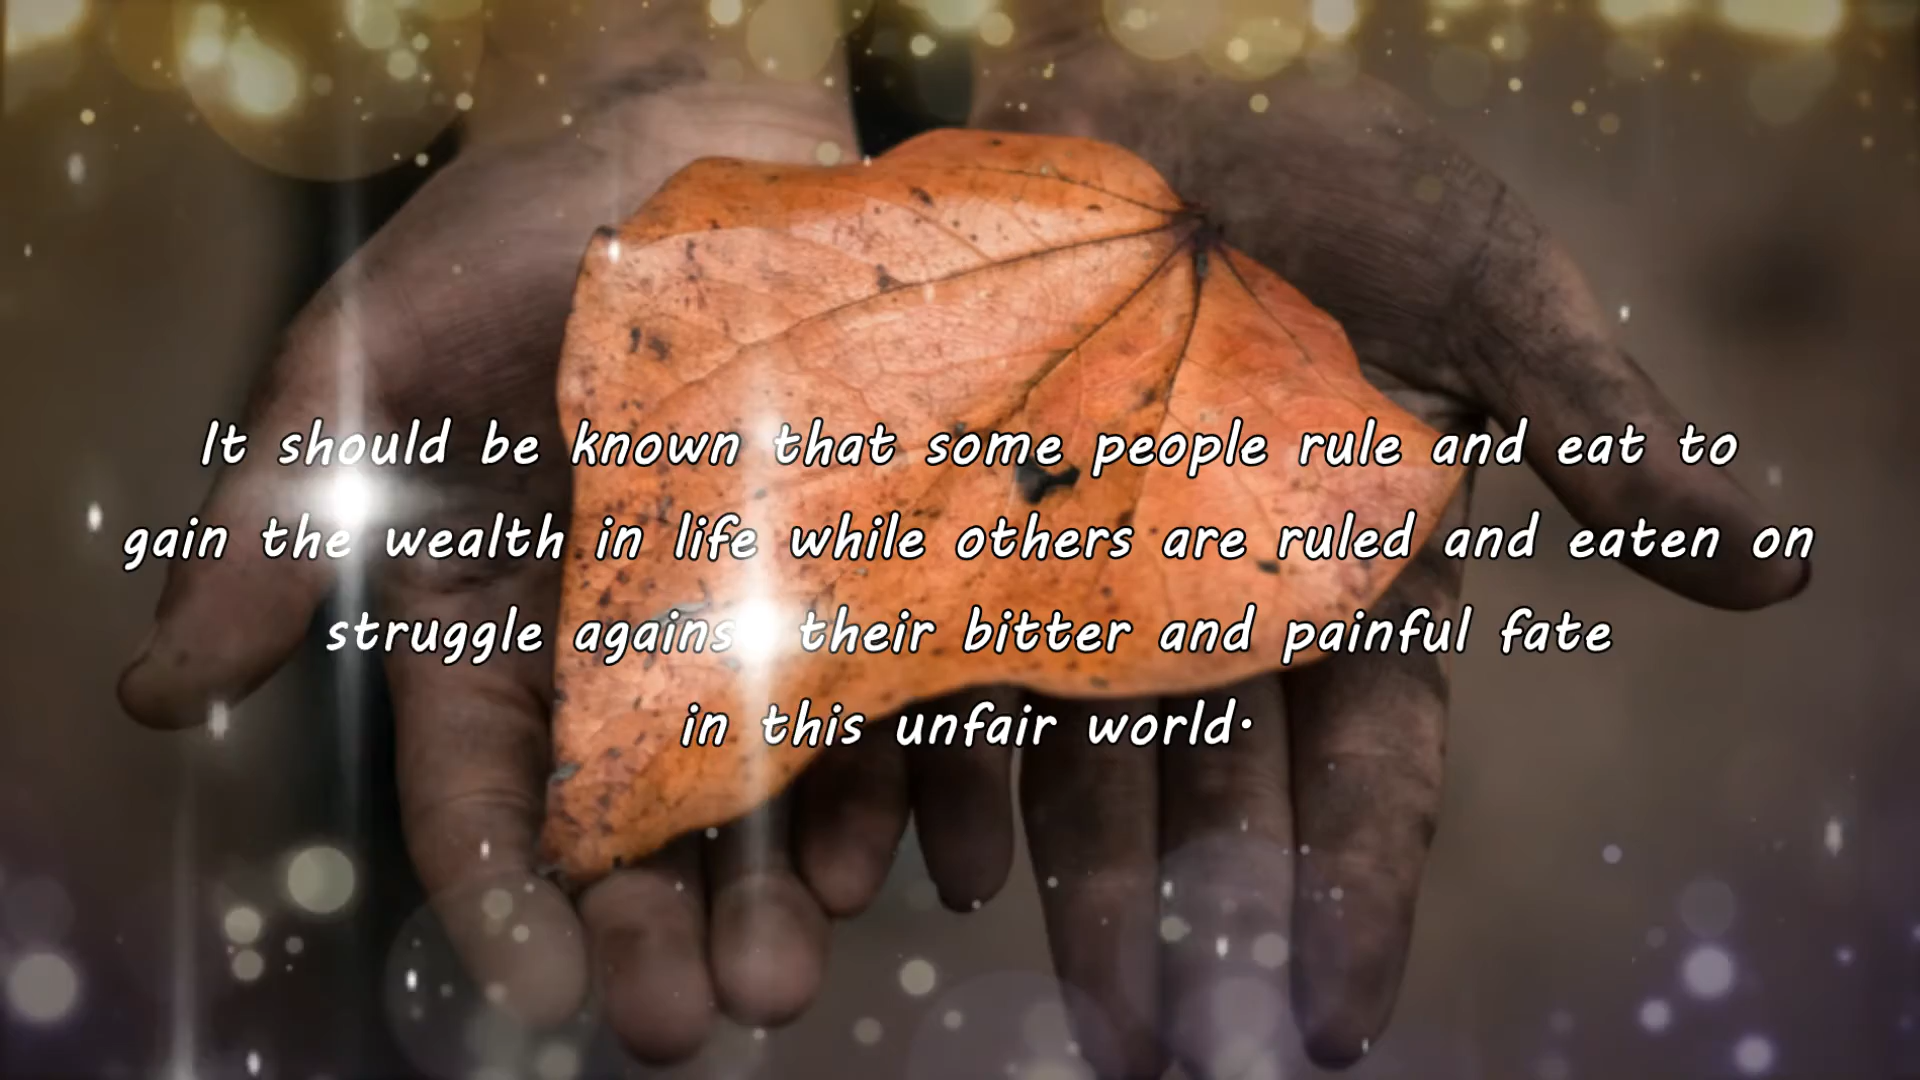 It should be known that some people rule and eat to
gain the wealth in life while others are ruled and eaten on
struggle against their bitter and painful fate
in this unfair world.